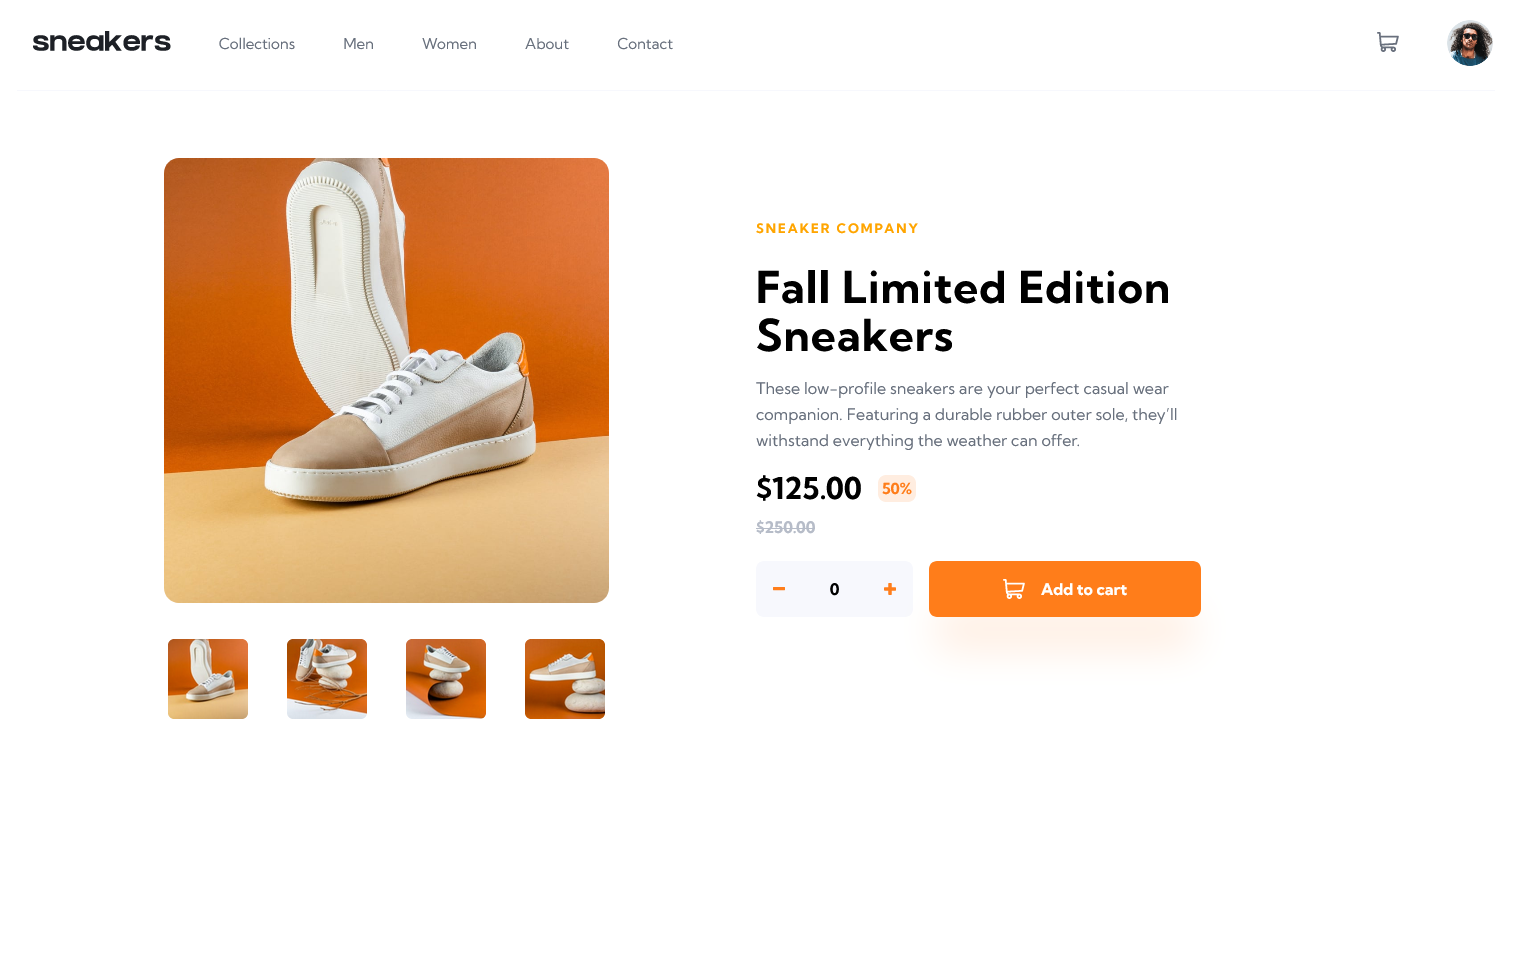 sneakers
Collections
Men
Women
About
Contact
SNEAKER COMPANY
Fall Limited Edition
Sneakers
These low-profile sneakers are your perfect casual wear
companion. Featuring a durable rubber outer sole, they’ll
withstand everything the weather can offer.
$125.00 50%
$250.00
0
Add to cart